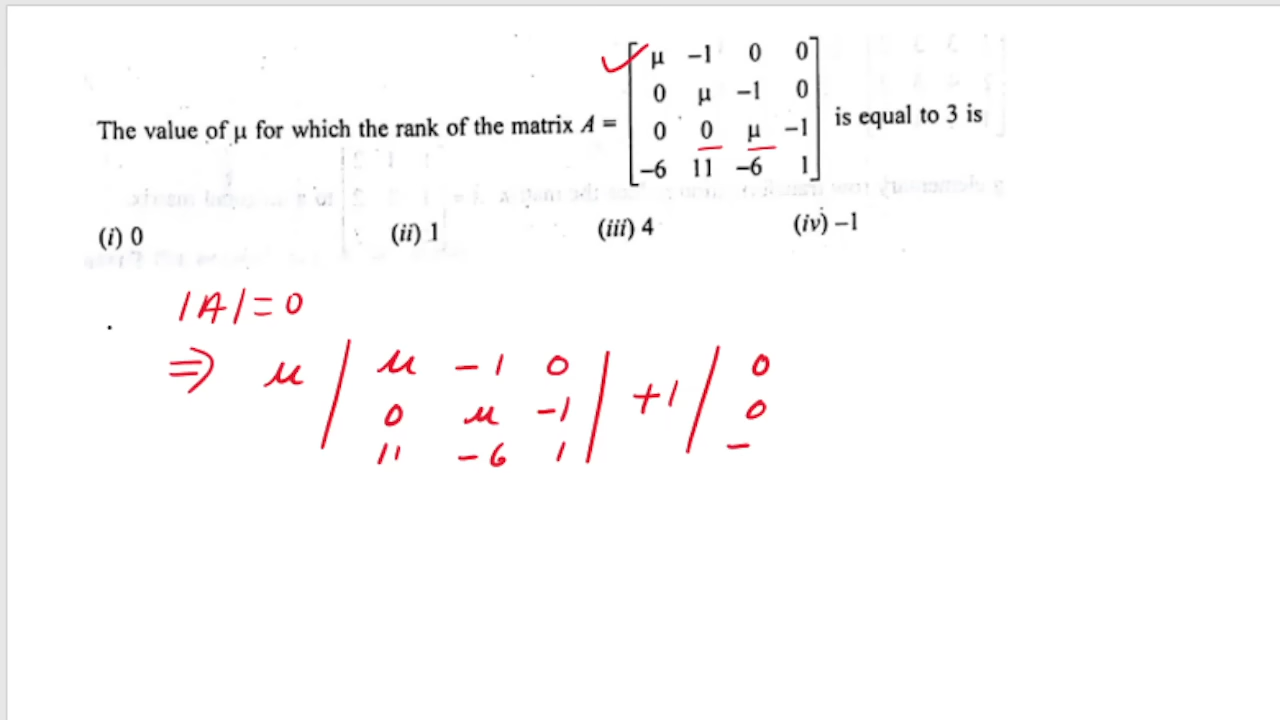 μ -1 0 0
0 μ -1 0
The value of μ for which the rank of the matrix A = 0 0 μ -1 is equal to 3 is
-6 11 -6 1
(i) 0 (ii) 1 (iii) 4 (iv) -1
|A| = 0
⇒ μ | μ -1 0 | +1 | 0
0 μ -1 0
11 -6 1 -